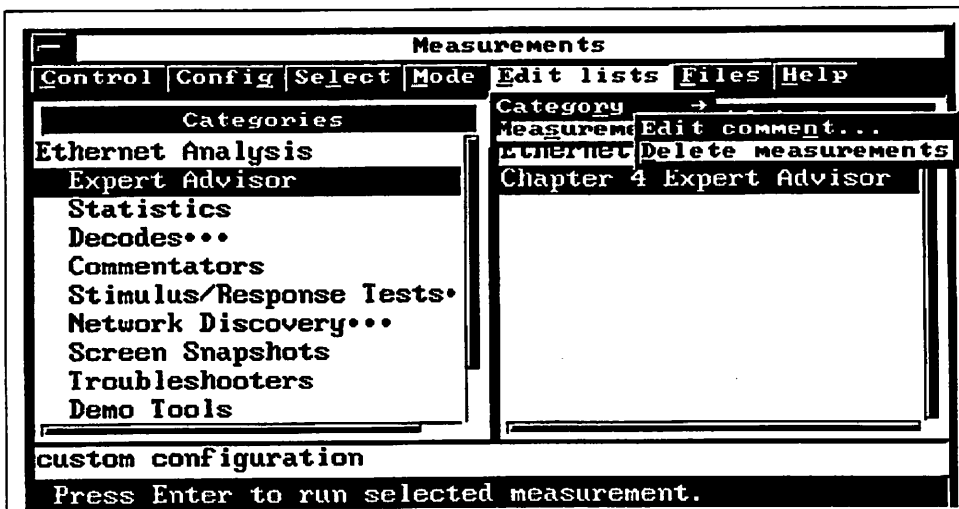 Measurements
Control Config Select Mode Edit lists Files Help
Categories
Ethernet Analysis
Expert Advisor
Statistics
Decodes•••
Commentators
Stimulus/Response Tests•
Network Discovery•••
Screen Snapshots
Troubleshooters
Demo Tools
Category →
Measureme
Edit comment...
Delete measurements
Ethernet
Chapter 4 Expert Advisor
custom configuration
Press Enter to run selected measurement.